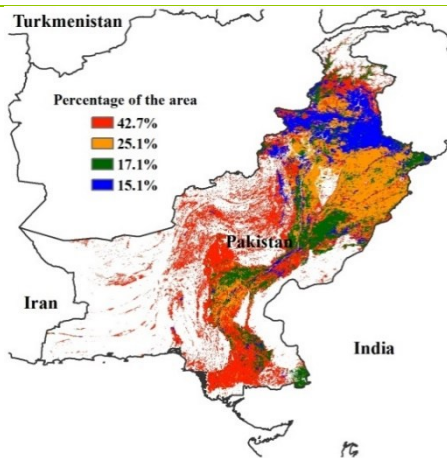 Turkmenistan
Percentage of the area
42.7%
25.1%
17.1%
15.1%
Pakistan
Iran
India